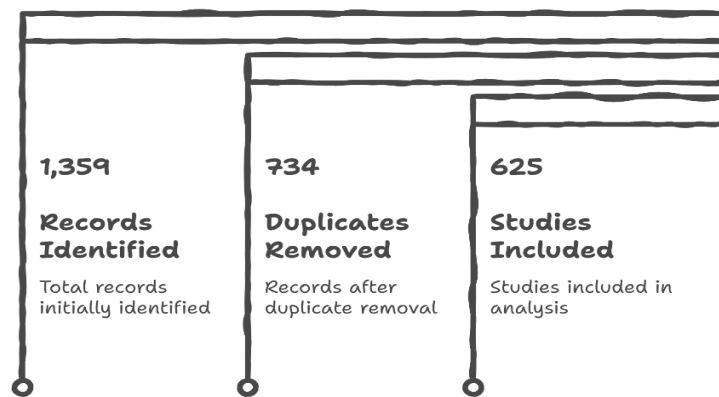 1,359
Records
Identified
Total records
initially identified
734
Duplicates
Removed
Records after
duplicate removal
625
Studies
Included
Studies included in
analysis